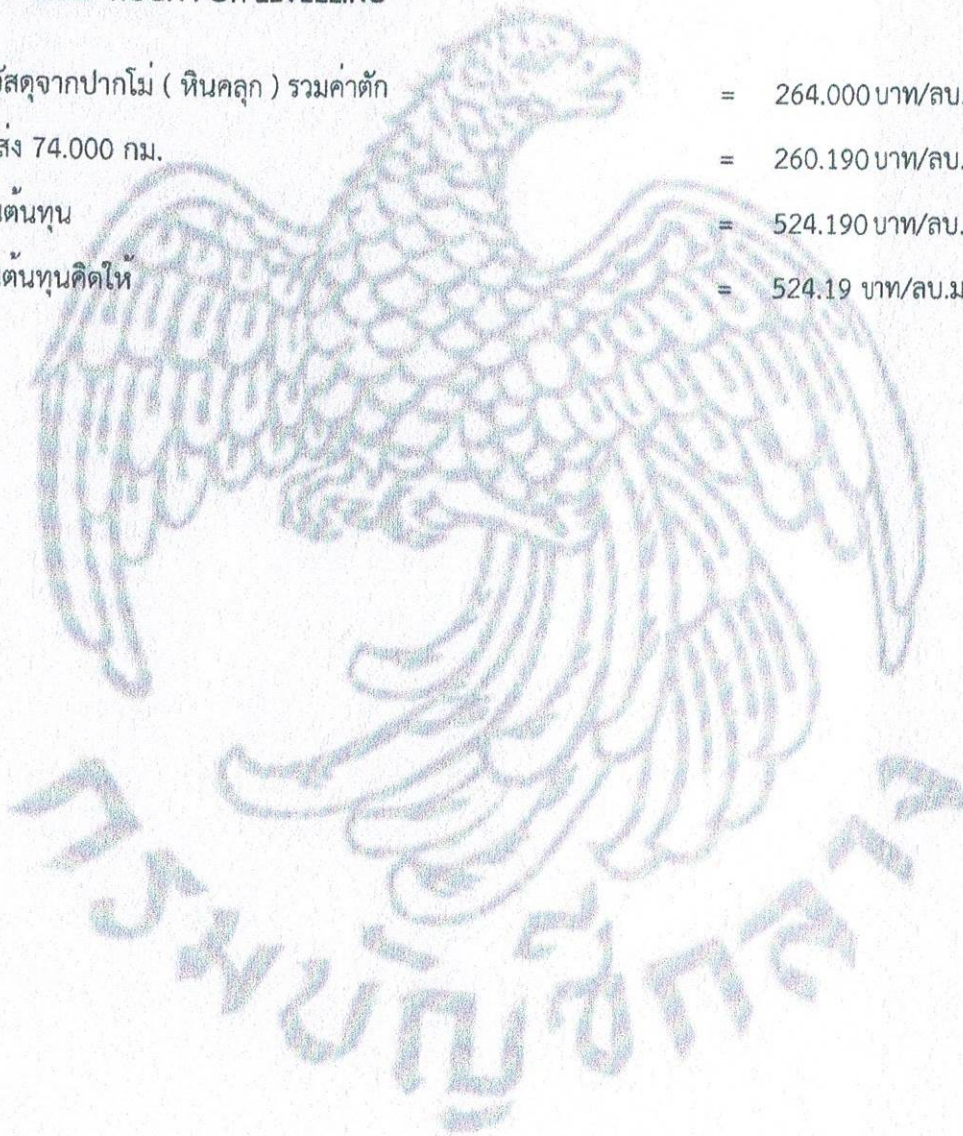 LEVELLING
วัสดุจากปากโม่ ( หินคลุก ) รวมค่าตัก = 264.000 บาท/ลบ.
ส่ง 74.000 กม. = 260.190 บาท/ลบ.
ต้นทุน = 524.190 บาท/ลบ.
ต้นทุนคิดให้ = 524.19 บาท/ลบ.ม
กรมบัญชีกลาง